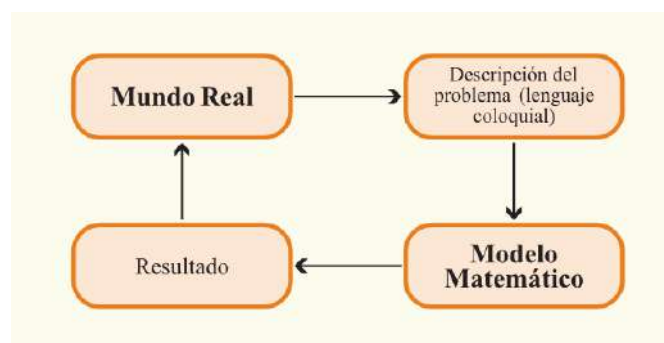 Mundo Real
Descripción del
problema (lenguaje
coloquial)
Resultado
Modelo
Matemático